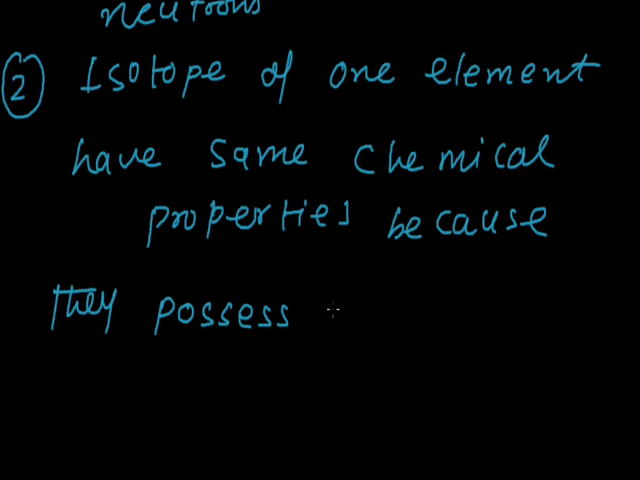 neutrons
② Isotope of one element
have same chemical
properties because
They possess